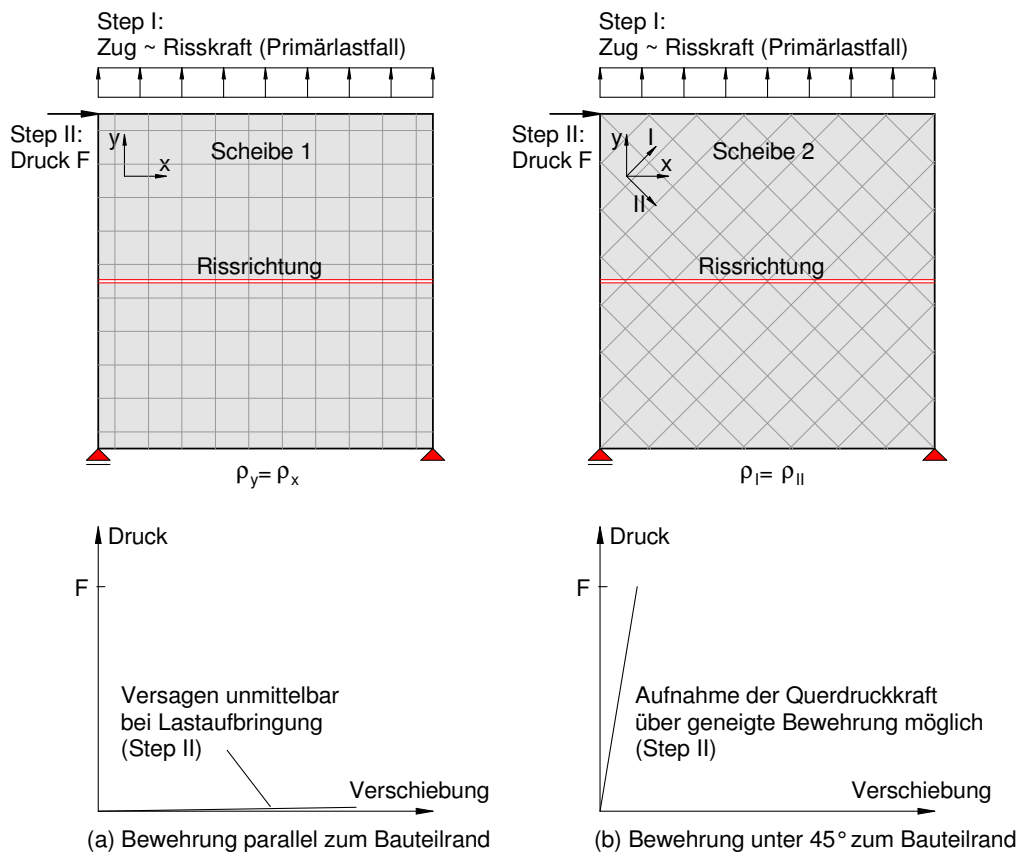 Step I:
Zug ~ Risskraft (Primärlastfall)
Step II:
Druck F
y
x
Scheibe 1
Rissrichtung
ρy= ρx
Step I:
Zug ~ Risskraft (Primärlastfall)
Step II:
Druck F
y
I
x
II
Scheibe 2
Rissrichtung
ρI= ρII
Druck
F
Versagen unmittelbar
bei Lastaufbringung
(Step II)
Verschiebung
(a) Bewehrung parallel zum Bauteilrand
Druck
F
Aufnahme der Querdruckkraft
über geneigte Bewehrung möglich
(Step II)
Verschiebung
(b) Bewehrung unter 45° zum Bauteilrand